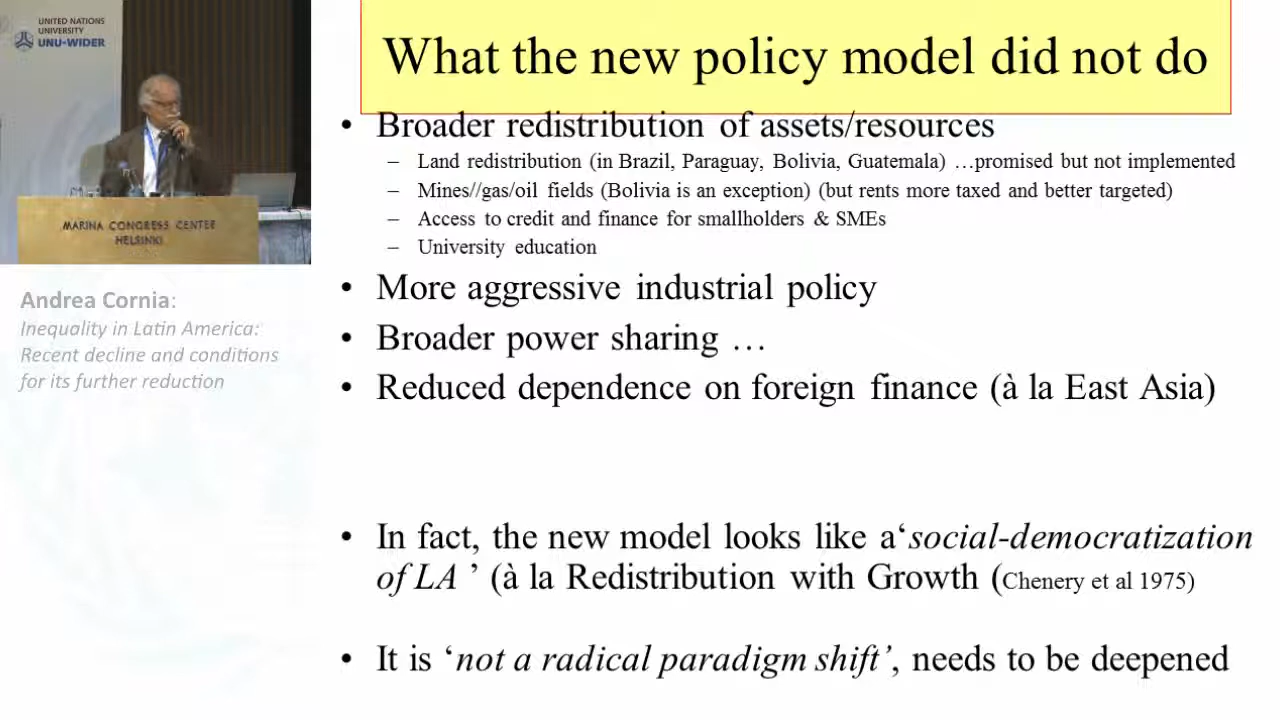 UNITED NATIONS
UNIVERSITY
UNU-WIDER
MARINA CONGRESS CENTER
HELSINKI
Andrea Cornia:
Inequality in Latin America:
Recent decline and conditions
for its further reduction
What the new policy model did not do
• Broader redistribution of assets/resources
– Land redistribution (in Brazil, Paraguay, Bolivia, Guatemala) …promised but not implemented
– Mines//gas/oil fields (Bolivia is an exception) (but rents more taxed and better targeted)
– Access to credit and finance for smallholders & SMEs
– University education
• More aggressive industrial policy
• Broader power sharing …
• Reduced dependence on foreign finance (à la East Asia)
• In fact, the new model looks like a‘social-democratization
of LA ’ (à la Redistribution with Growth (Chenery et al 1975)
• It is ‘not a radical paradigm shift’, needs to be deepened